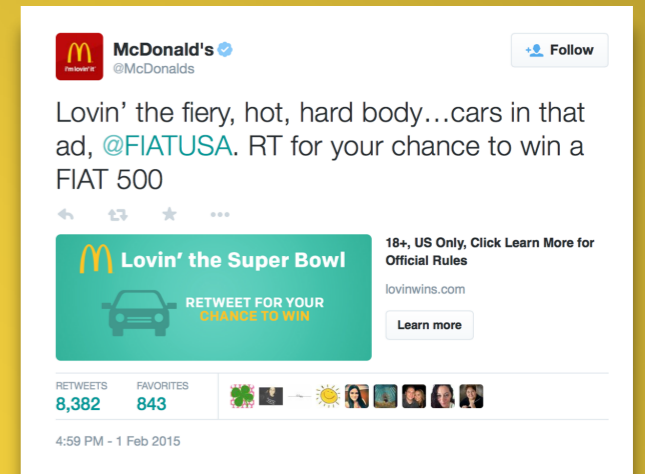 McDonald's
@McDonalds
i'm lovin' it
Follow
Lovin' the fiery, hot, hard body...cars in that
ad, @FIATUSA. RT for your chance to win a
FIAT 500
Lovin' the Super Bowl
RETWEET FOR YOUR
CHANCE TO WIN
18+, US Only, Click Learn More for
Official Rules
lovinwins.com
Learn more
RETWEETS
8,382
FAVORITES
843
4:59 PM - 1 Feb 2015